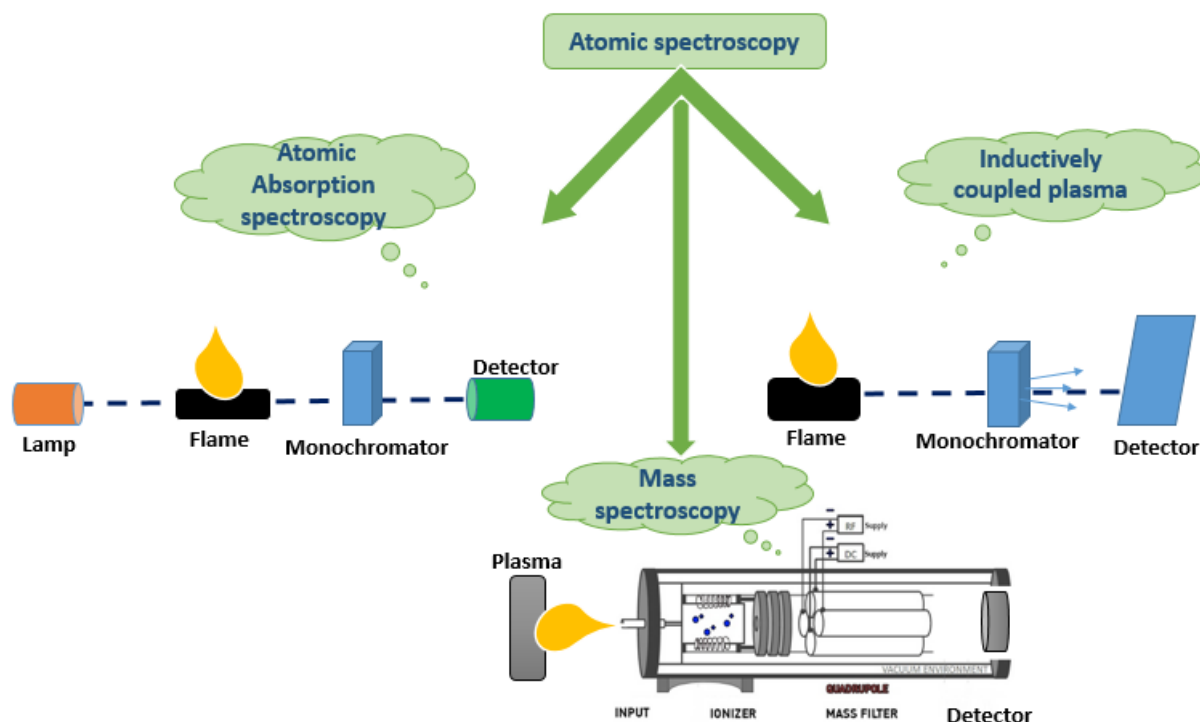 Atomic spectroscopy
Atomic
Absorption
spectroscopy
Inductively
coupled plasma
Lamp
Flame
Monochromator
Detector
Flame
Monochromator
Detector
Mass
spectroscopy
Plasma
-
+ RF Supply
-
+ DC Supply
VACUUM ENVIRONMENT
INPUT
IONIZER
QUADRUPOLE
MASS FILTER
Detector